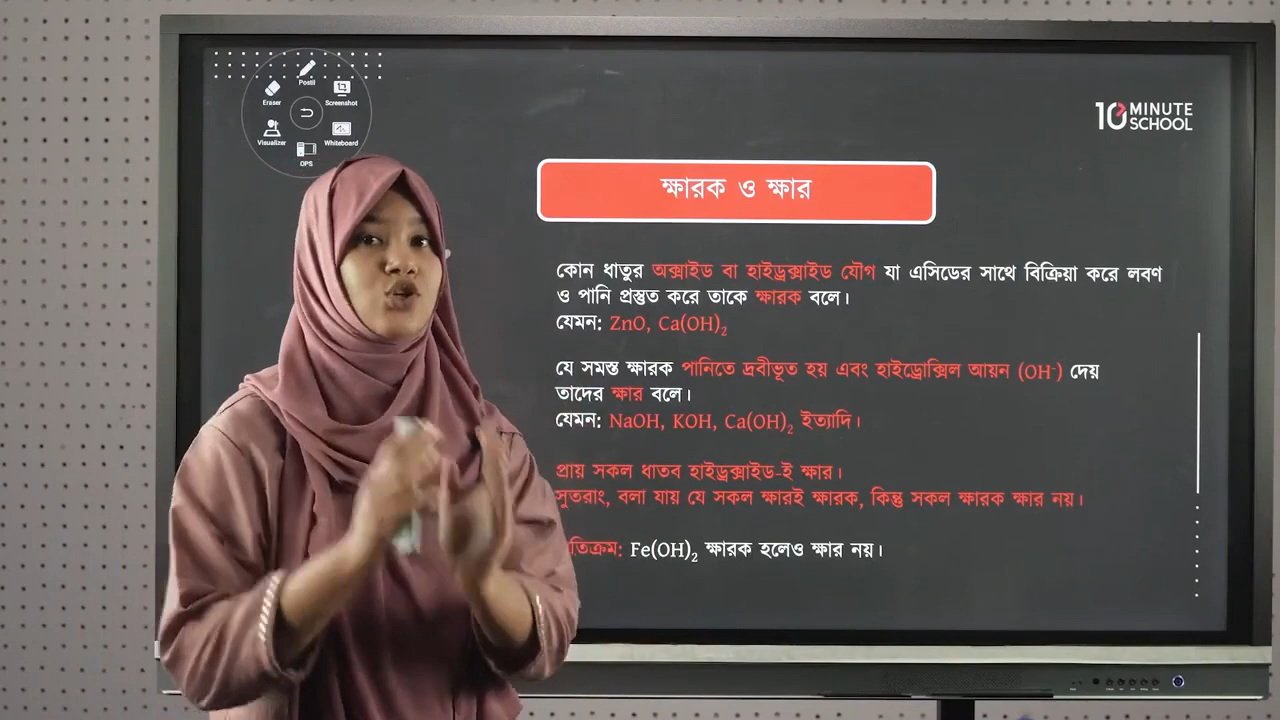 Postil
Eraser
Screenshot
Visualizer
Whiteboard
OPS
10 MINUTE
SCHOOL
ক্ষারক ও ক্ষার
কোন ধাতুর অক্সাইড বা হাইড্রক্সাইড যৌগ যা এসিডের সাথে বিক্রিয়া করে লবণ
ও পানি প্রস্তুত করে তাকে ক্ষারক বলে।
যেমন: ZnO, Ca(OH)₂
যে সমস্ত ক্ষারক পানিতে দ্রবীভূত হয় এবং হাইড্রোক্সিল আয়ন (OH⁻) দেয়
তাদের ক্ষার বলে।
যেমন: NaOH, KOH, Ca(OH)₂ ইত্যাদি।
প্রায় সকল ধাতব হাইড্রক্সাইড-ই ক্ষার।
সুতরাং, বলা যায় যে সকল ক্ষারই ক্ষারক, কিন্তু সকল ক্ষারক ক্ষার নয়।
তিক্রম: Fe(OH)₂ ক্ষারক হলেও ক্ষার নয়।